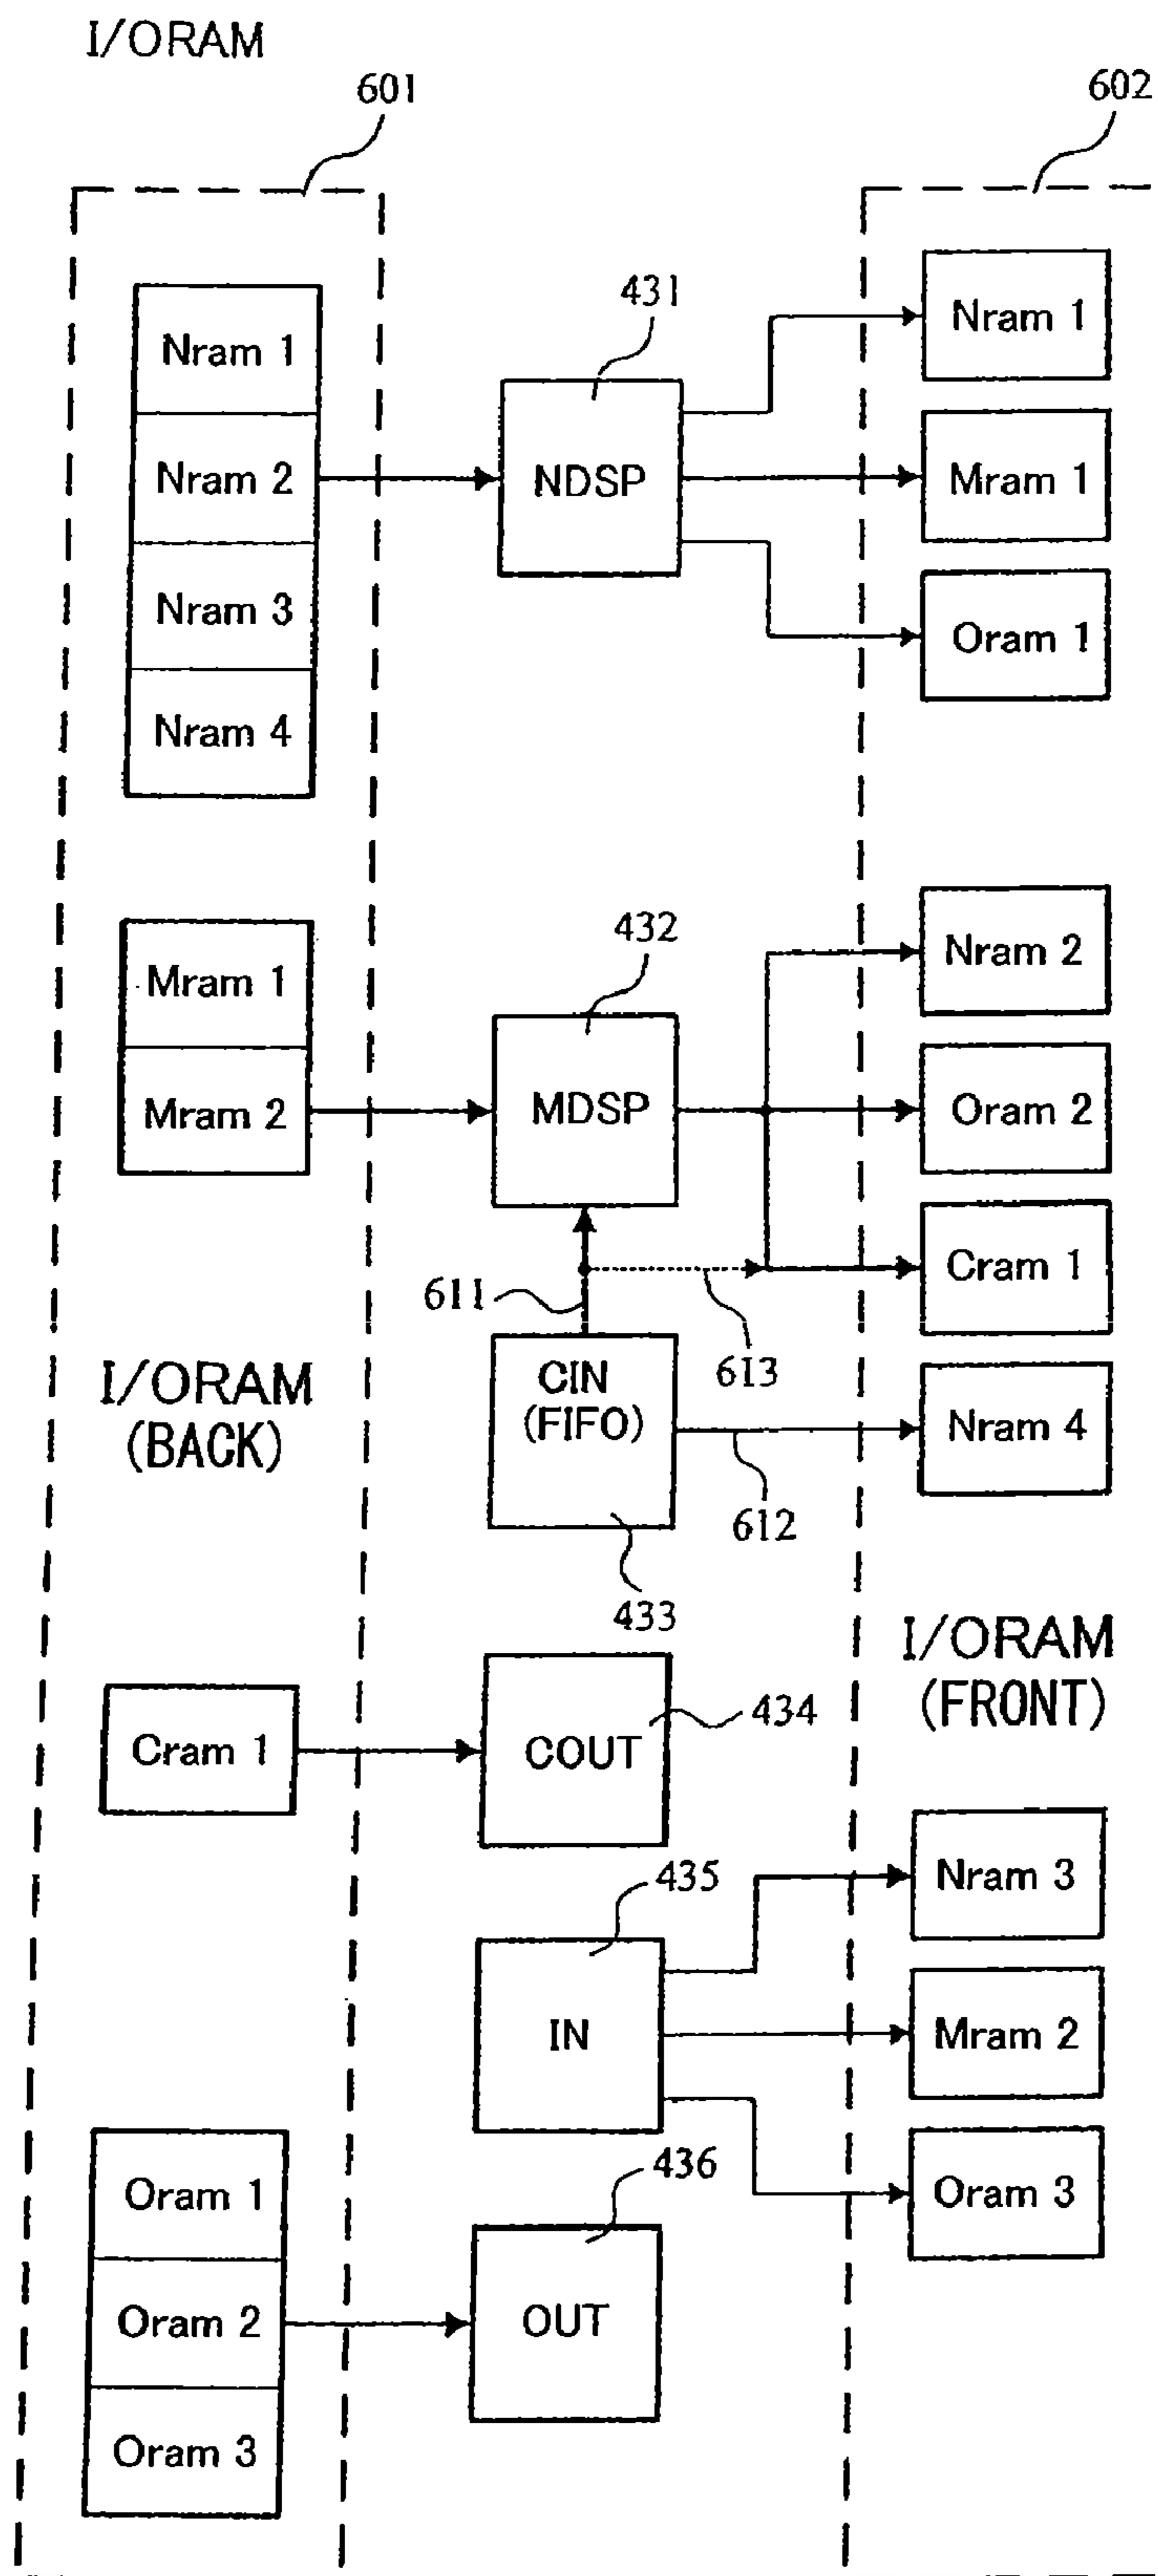 I/ORAM
601
602
Nram 1
Nram 2
Nram 3
Nram 4
431
NDSP
Nram 1
Mram 1
Oram 1
Mram 1
Mram 2
432
MDSP
Nram 2
Oram 2
Cram 1
611
613
CIN
(FIFO)
612
433
Nram 4
I/ORAM
(BACK)
I/ORAM
(FRONT)
Cram 1
COUT
434
435
IN
Nram 3
Mram 2
Oram 3
Oram 1
Oram 2
Oram 3
436
OUT